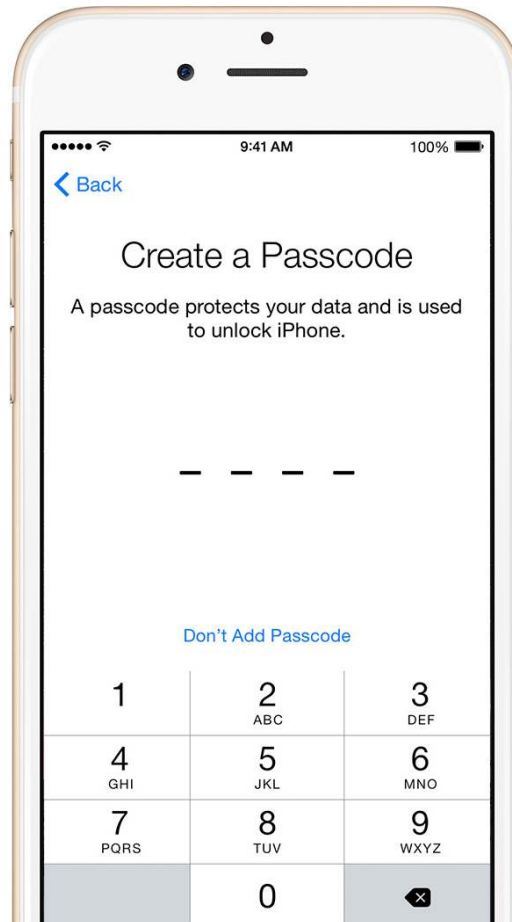 9:41 AM 100%
Back
Create a Passcode
A passcode protects your data and is used
to unlock iPhone.
Don't Add Passcode
1 2 3
ABC DEF
4 5 6
GHI JKL MNO
7 8 9
PQRS TUV WXYZ
0